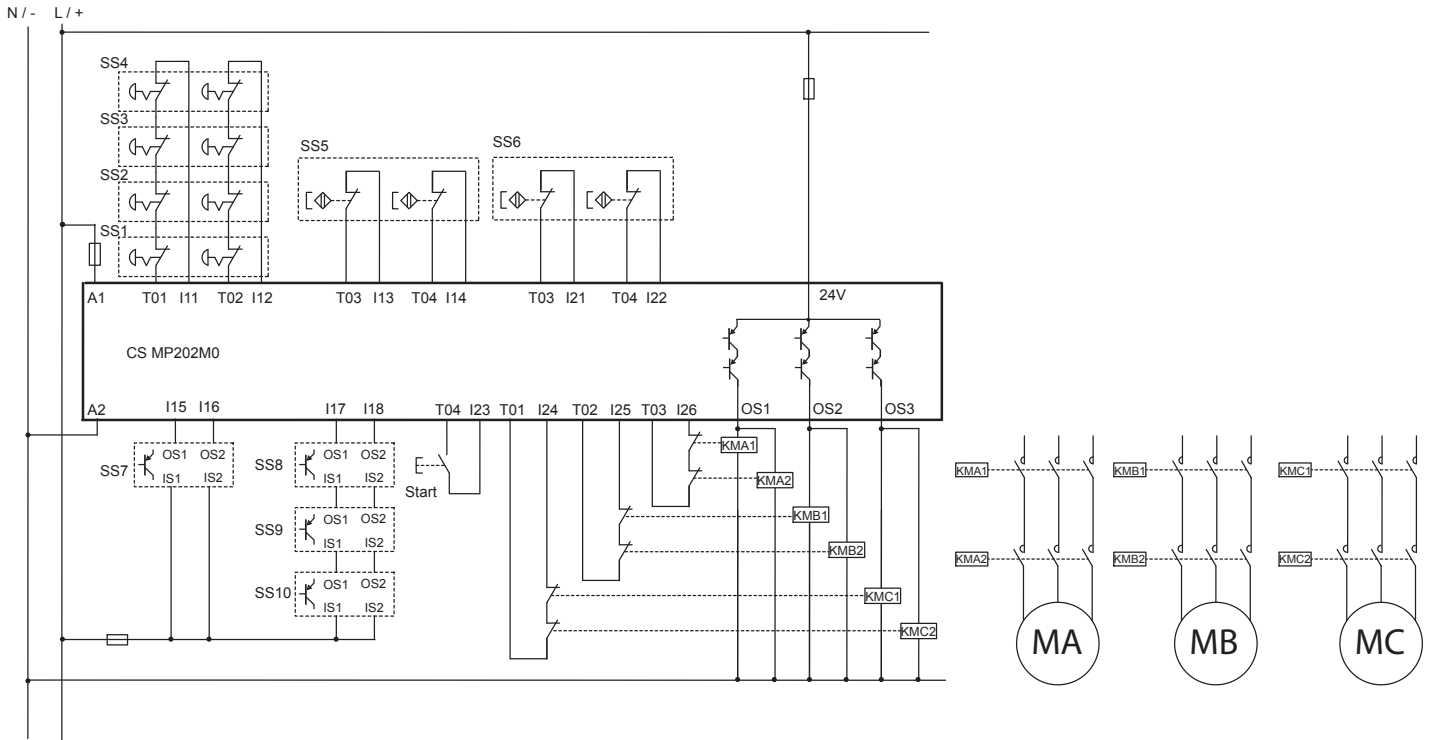 N / - L / +
SS4
SS3
SS2
SS1
SS5
SS6
A1 T01 I11 T02 I12 T03 I13 T04 I14 T03 I21 T04 I22 24V
CS MP202M0
A2 I15 I16 I17 I18 T04 I23 T01 I24 T02 I25 T03 I26 OS1 OS2 OS3
SS7 OS1 OS2
IS1 IS2
SS8 OS1 OS2
IS1 IS2
Start
SS9 OS1 OS2
IS1 IS2
SS10 OS1 OS2
IS1 IS2
KMA1
KMA2
KMB1
KMB2
KMC1
KMC2
KMA1 KMB1 KMC1
KMA2 KMB2 KMC2
MA MB MC